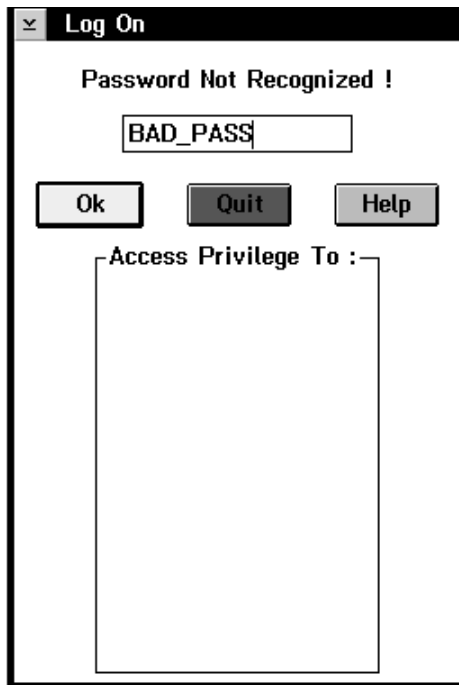 Log On
Password Not Recognized !
BAD_PASS
Ok Quit Help
Access Privilege To :